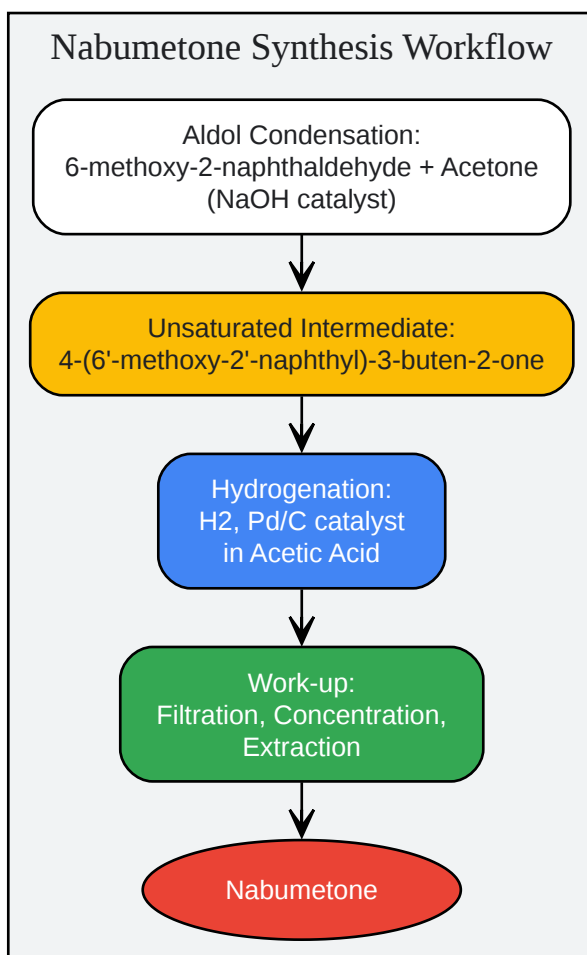 Nabumetone Synthesis Workflow
Aldol Condensation:
6-methoxy-2-naphthaldehyde + Acetone
(NaOH catalyst)
Unsaturated Intermediate:
4-(6'-methoxy-2'-naphthyl)-3-buten-2-one
Hydrogenation:
H2, Pd/C catalyst
in Acetic Acid
Work-up:
Filtration, Concentration,
Extraction
Nabumetone